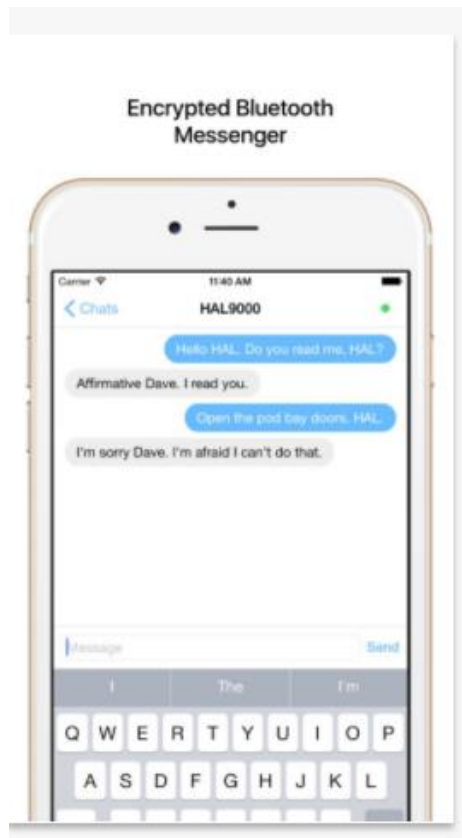 Encrypted Bluetooth
Messenger
Carrier 11:40 AM
Chats HAL9000
Hello HAL. Do you read me, HAL?
Affirmative Dave. I read you.
Open the pod bay doors, HAL.
I'm sorry Dave. I'm afraid I can't do that.
Message Send
I The I'm
Q W E R T Y U I O P
A S D F G H J K L